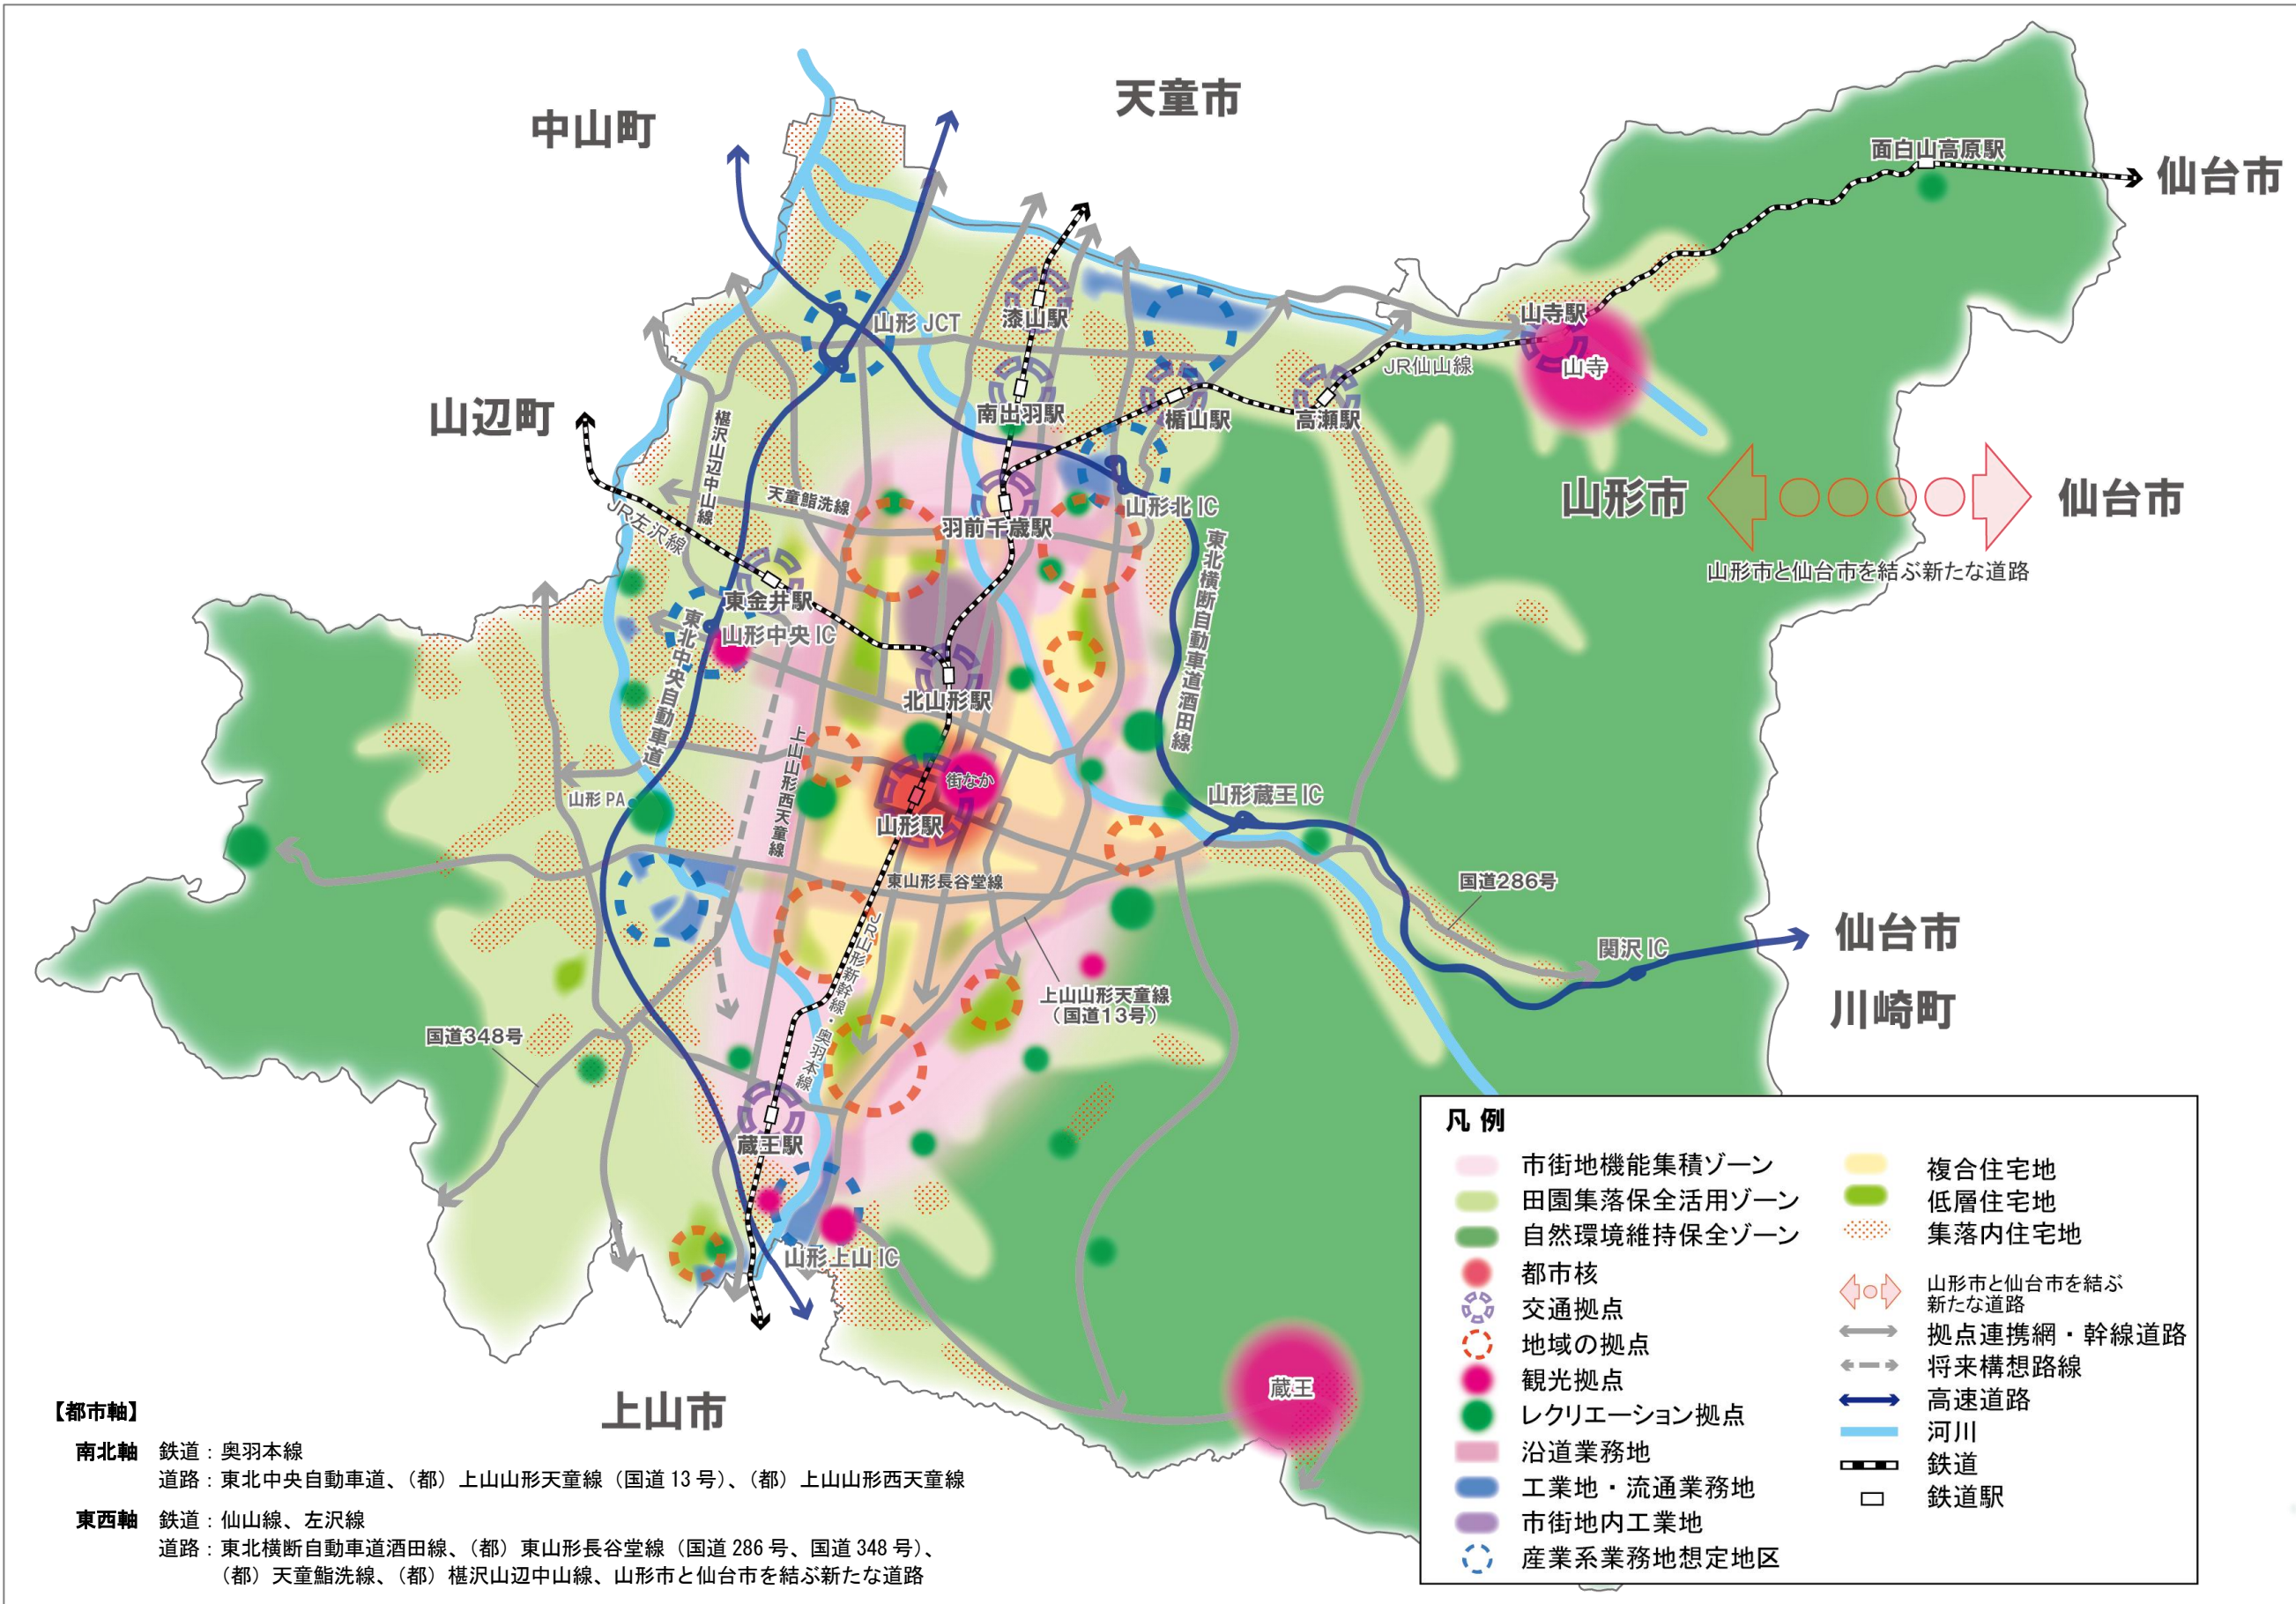 天童市
中山町
面白山高原駅
仙台市
山形 JCT
漆山駅
山寺駅
山寺
JR仙山線
山辺町
南出羽駅
楯山駅
高瀬駅
椹沢山辺中山線
天童鮨洗線
JR左沢線
羽前千歳駅
山形北 IC
山形市
仙台市
山形市と仙台市を結ぶ新たな道路
東北横断自動車道酒田線
東金井駅
山形中央 IC
東北中央自動車道
北山形駅
上山山形西天童線
街なか
山形駅
山形 PA
山形蔵王 IC
東山形長谷堂線
国道286号
関沢 IC
仙台市
川崎町
JR山形新幹線・奥羽本線
上山山形天童線
（国道13号）
国道348号
蔵王駅
山形上山 IC
蔵王
上山市
【都市軸】
南北軸 鉄道：奥羽本線
道路：東北中央自動車道、（都）上山山形天童線（国道 13 号）、（都）上山山形西天童線
東西軸 鉄道：仙山線、左沢線
道路：東北横断自動車道酒田線、（都）東山形長谷堂線（国道 286 号、国道 348 号）、
（都）天童鮨洗線、（都）椹沢山辺中山線、山形市と仙台市を結ぶ新たな道路
凡 例
市街地機能集積ゾーン
田園集落保全活用ゾーン
自然環境維持保全ゾーン
都市核
交通拠点
地域の拠点
観光拠点
レクリエーション拠点
沿道業務地
工業地・流通業務地
市街地内工業地
産業系業務地想定地区
複合住宅地
低層住宅地
集落内住宅地
山形市と仙台市を結ぶ
新たな道路
拠点連携網・幹線道路
将来構想路線
高速道路
河川
鉄道
鉄道駅